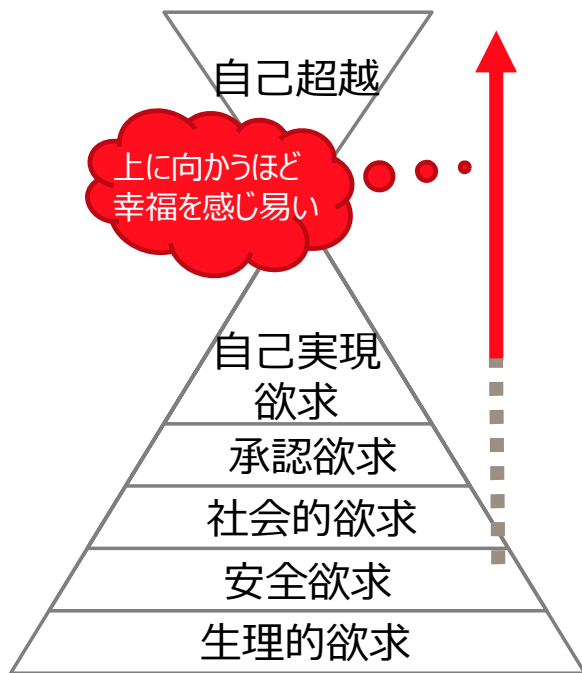 自己超越
上に向かうほど
幸福を感じ易い
自己実現
欲求
承認欲求
社会的欲求
安全欲求
生理的欲求